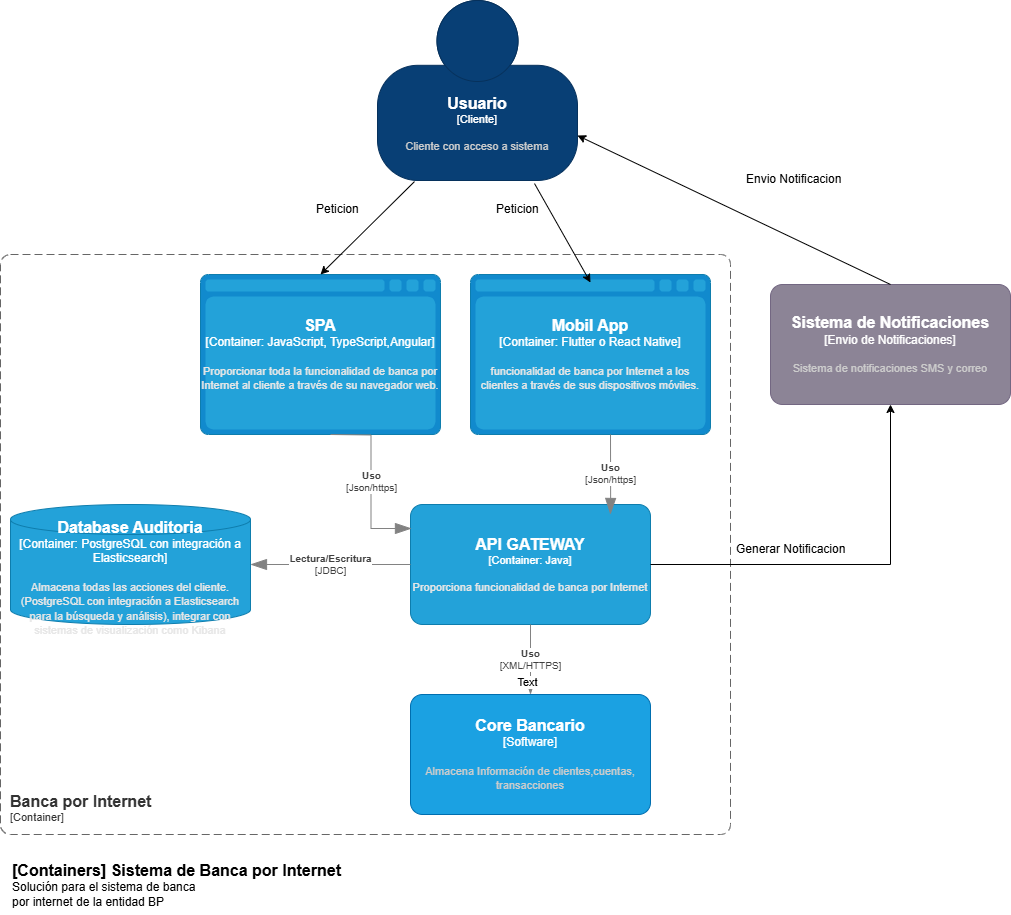 Usuario
[Cliente]
Cliente con acceso a sistema
Envio Notificacion
Peticion
Peticion
SPA
[Container: JavaScript, TypeScript,Angular]
Proporcionar toda la funcionalidad de banca por
Internet al cliente a través de su navegador web.
Mobil App
[Container: Flutter o React Native]
funcionalidad de banca por Internet a los
clientes a través de sus dispositivos móviles.
Sistema de Notificaciones
[Envio de Notificaciones]
Sistema de notificaciones SMS y correo
Uso
[Json/https]
Uso
[Json/https]
Database Auditoria
[Container: PostgreSQL con integración a
Elasticsearch]
Almacena todas las acciones del cliente.
(PostgreSQL con integración a Elasticsearch
para la búsqueda y análisis), integrar con
sistemas de visualización como Kibana
Lectura/Escritura
[JDBC]
API GATEWAY
[Container: Java]
Proporciona funcionalidad de banca por Internet
Generar Notificacion
Uso
[XML/HTTPS]
Text
Core Bancario
[Software]
Almacena Información de clientes,cuentas,
transacciones
Banca por Internet
[Container]
[Containers] Sistema de Banca por Internet
Solución para el sistema de banca
por internet de la entidad BP